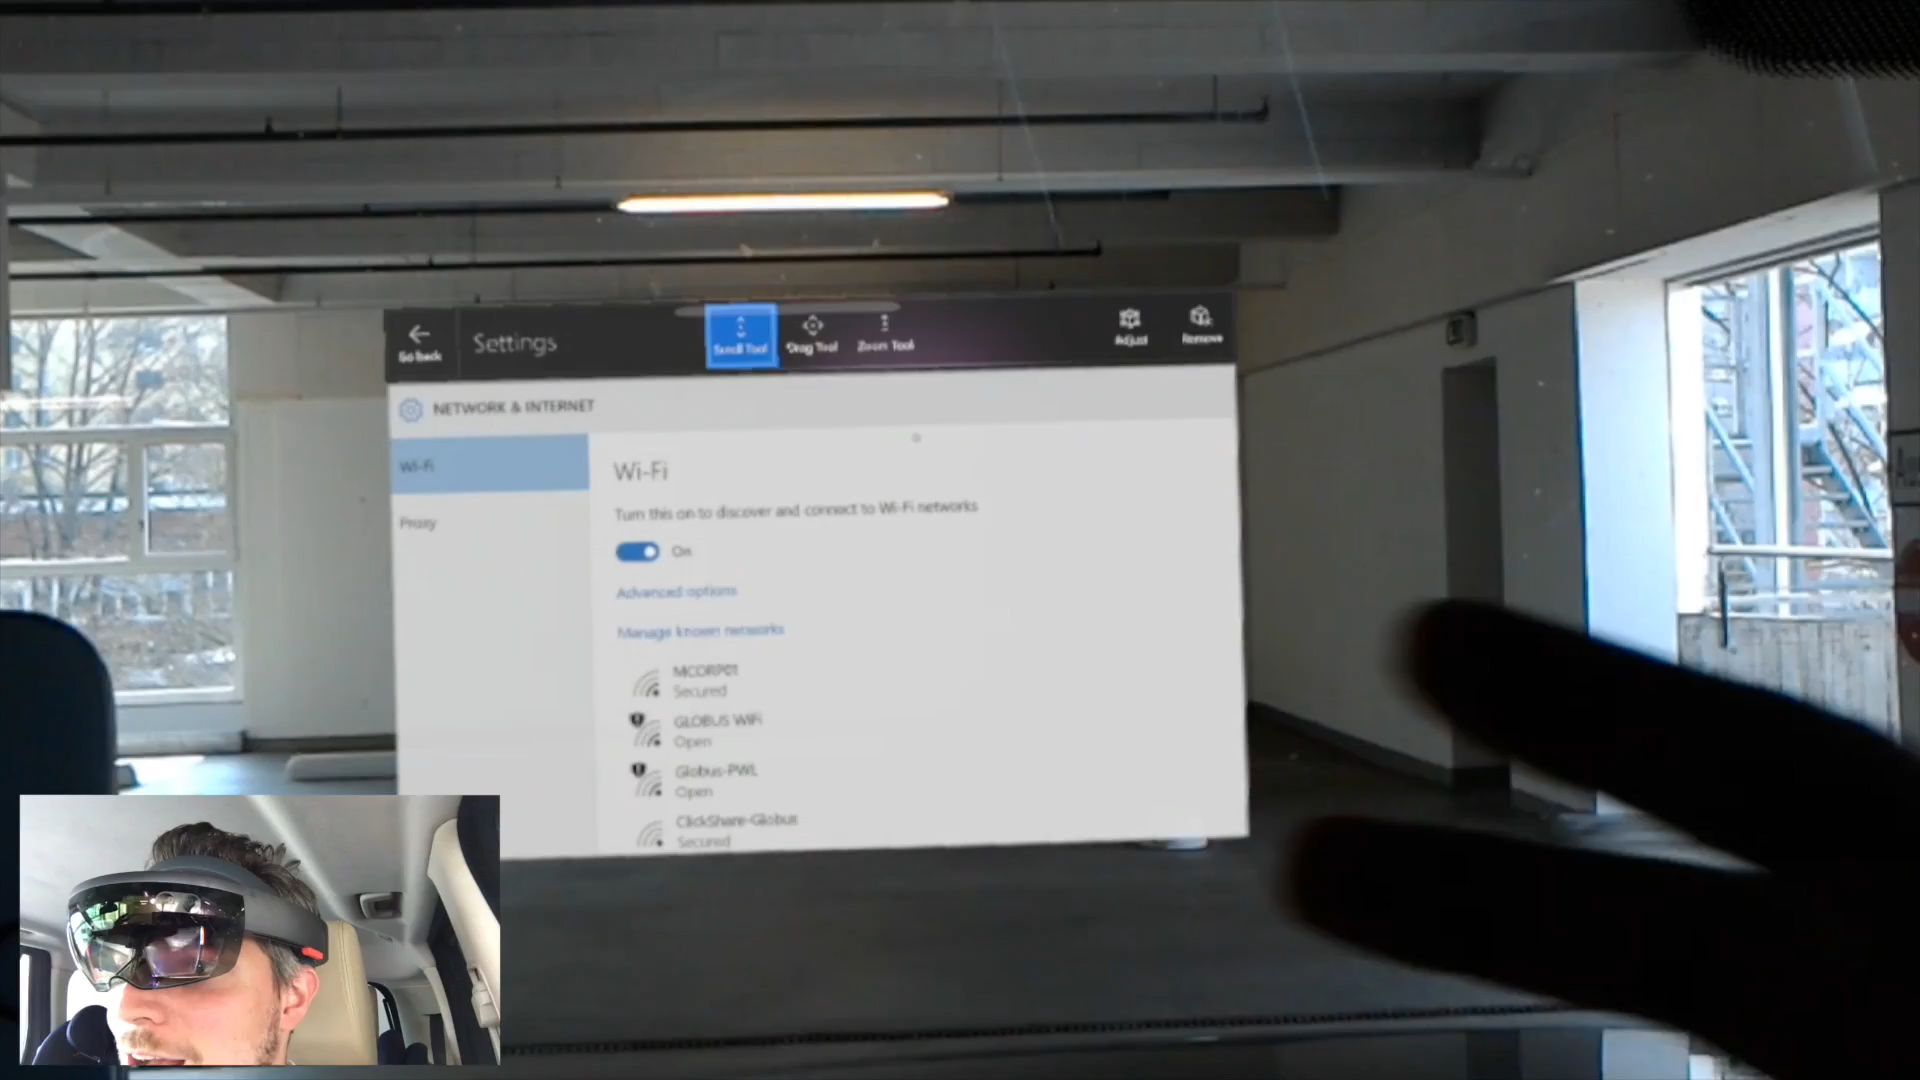 Go back
Settings
Scroll Tool
Drag Tool
Zoom Tool
Adjust
Remove
NETWORK & INTERNET
Wi-Fi
Proxy
Wi-Fi
Turn this on to discover and connect to Wi-Fi networks
On
Advanced options
Manage known networks
MCORP01
Secured
GLOBUS WiFi
Open
Globus-PWL
Open
ClickShare-Globus
Secured